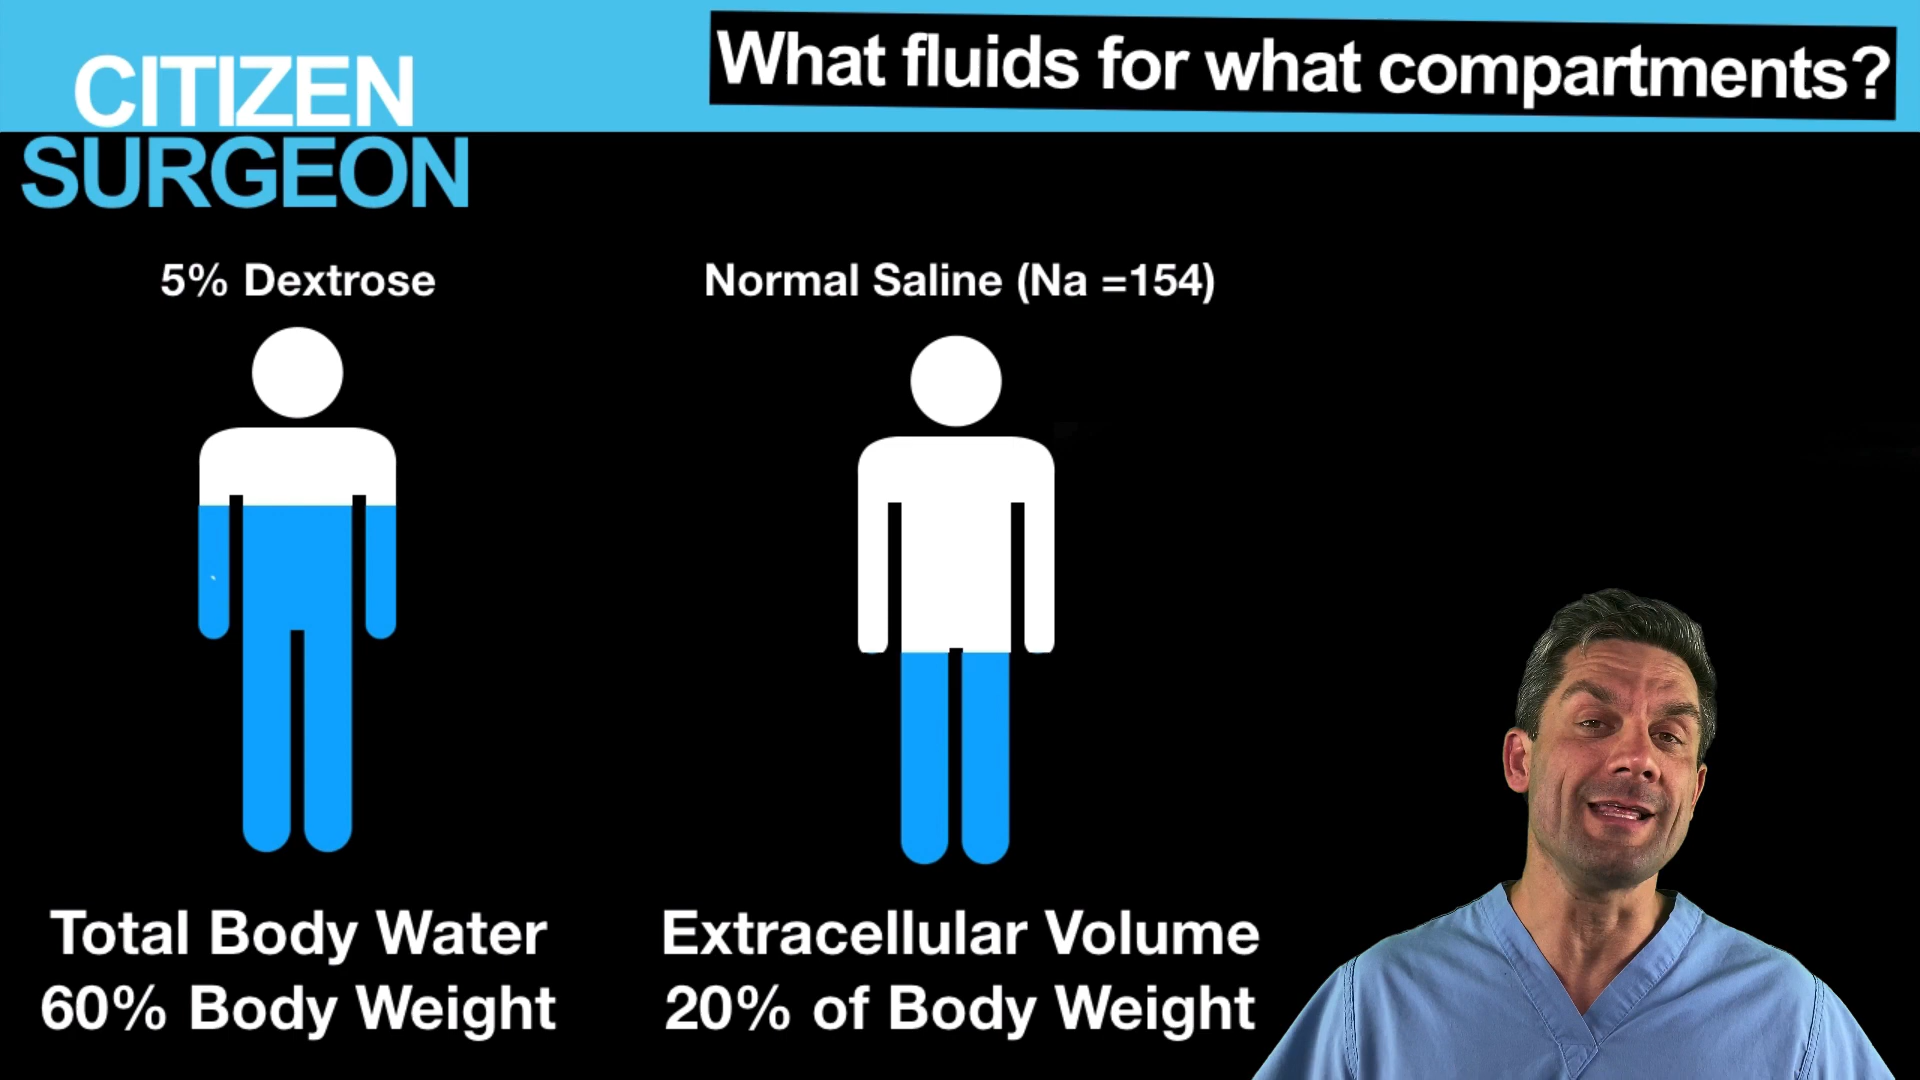 CITIZEN
SURGEON
What fluids for what compartments?
5% Dextrose
Normal Saline (Na =154)
Total Body Water
60% Body Weight
Extracellular Volume
20% of Body Weight